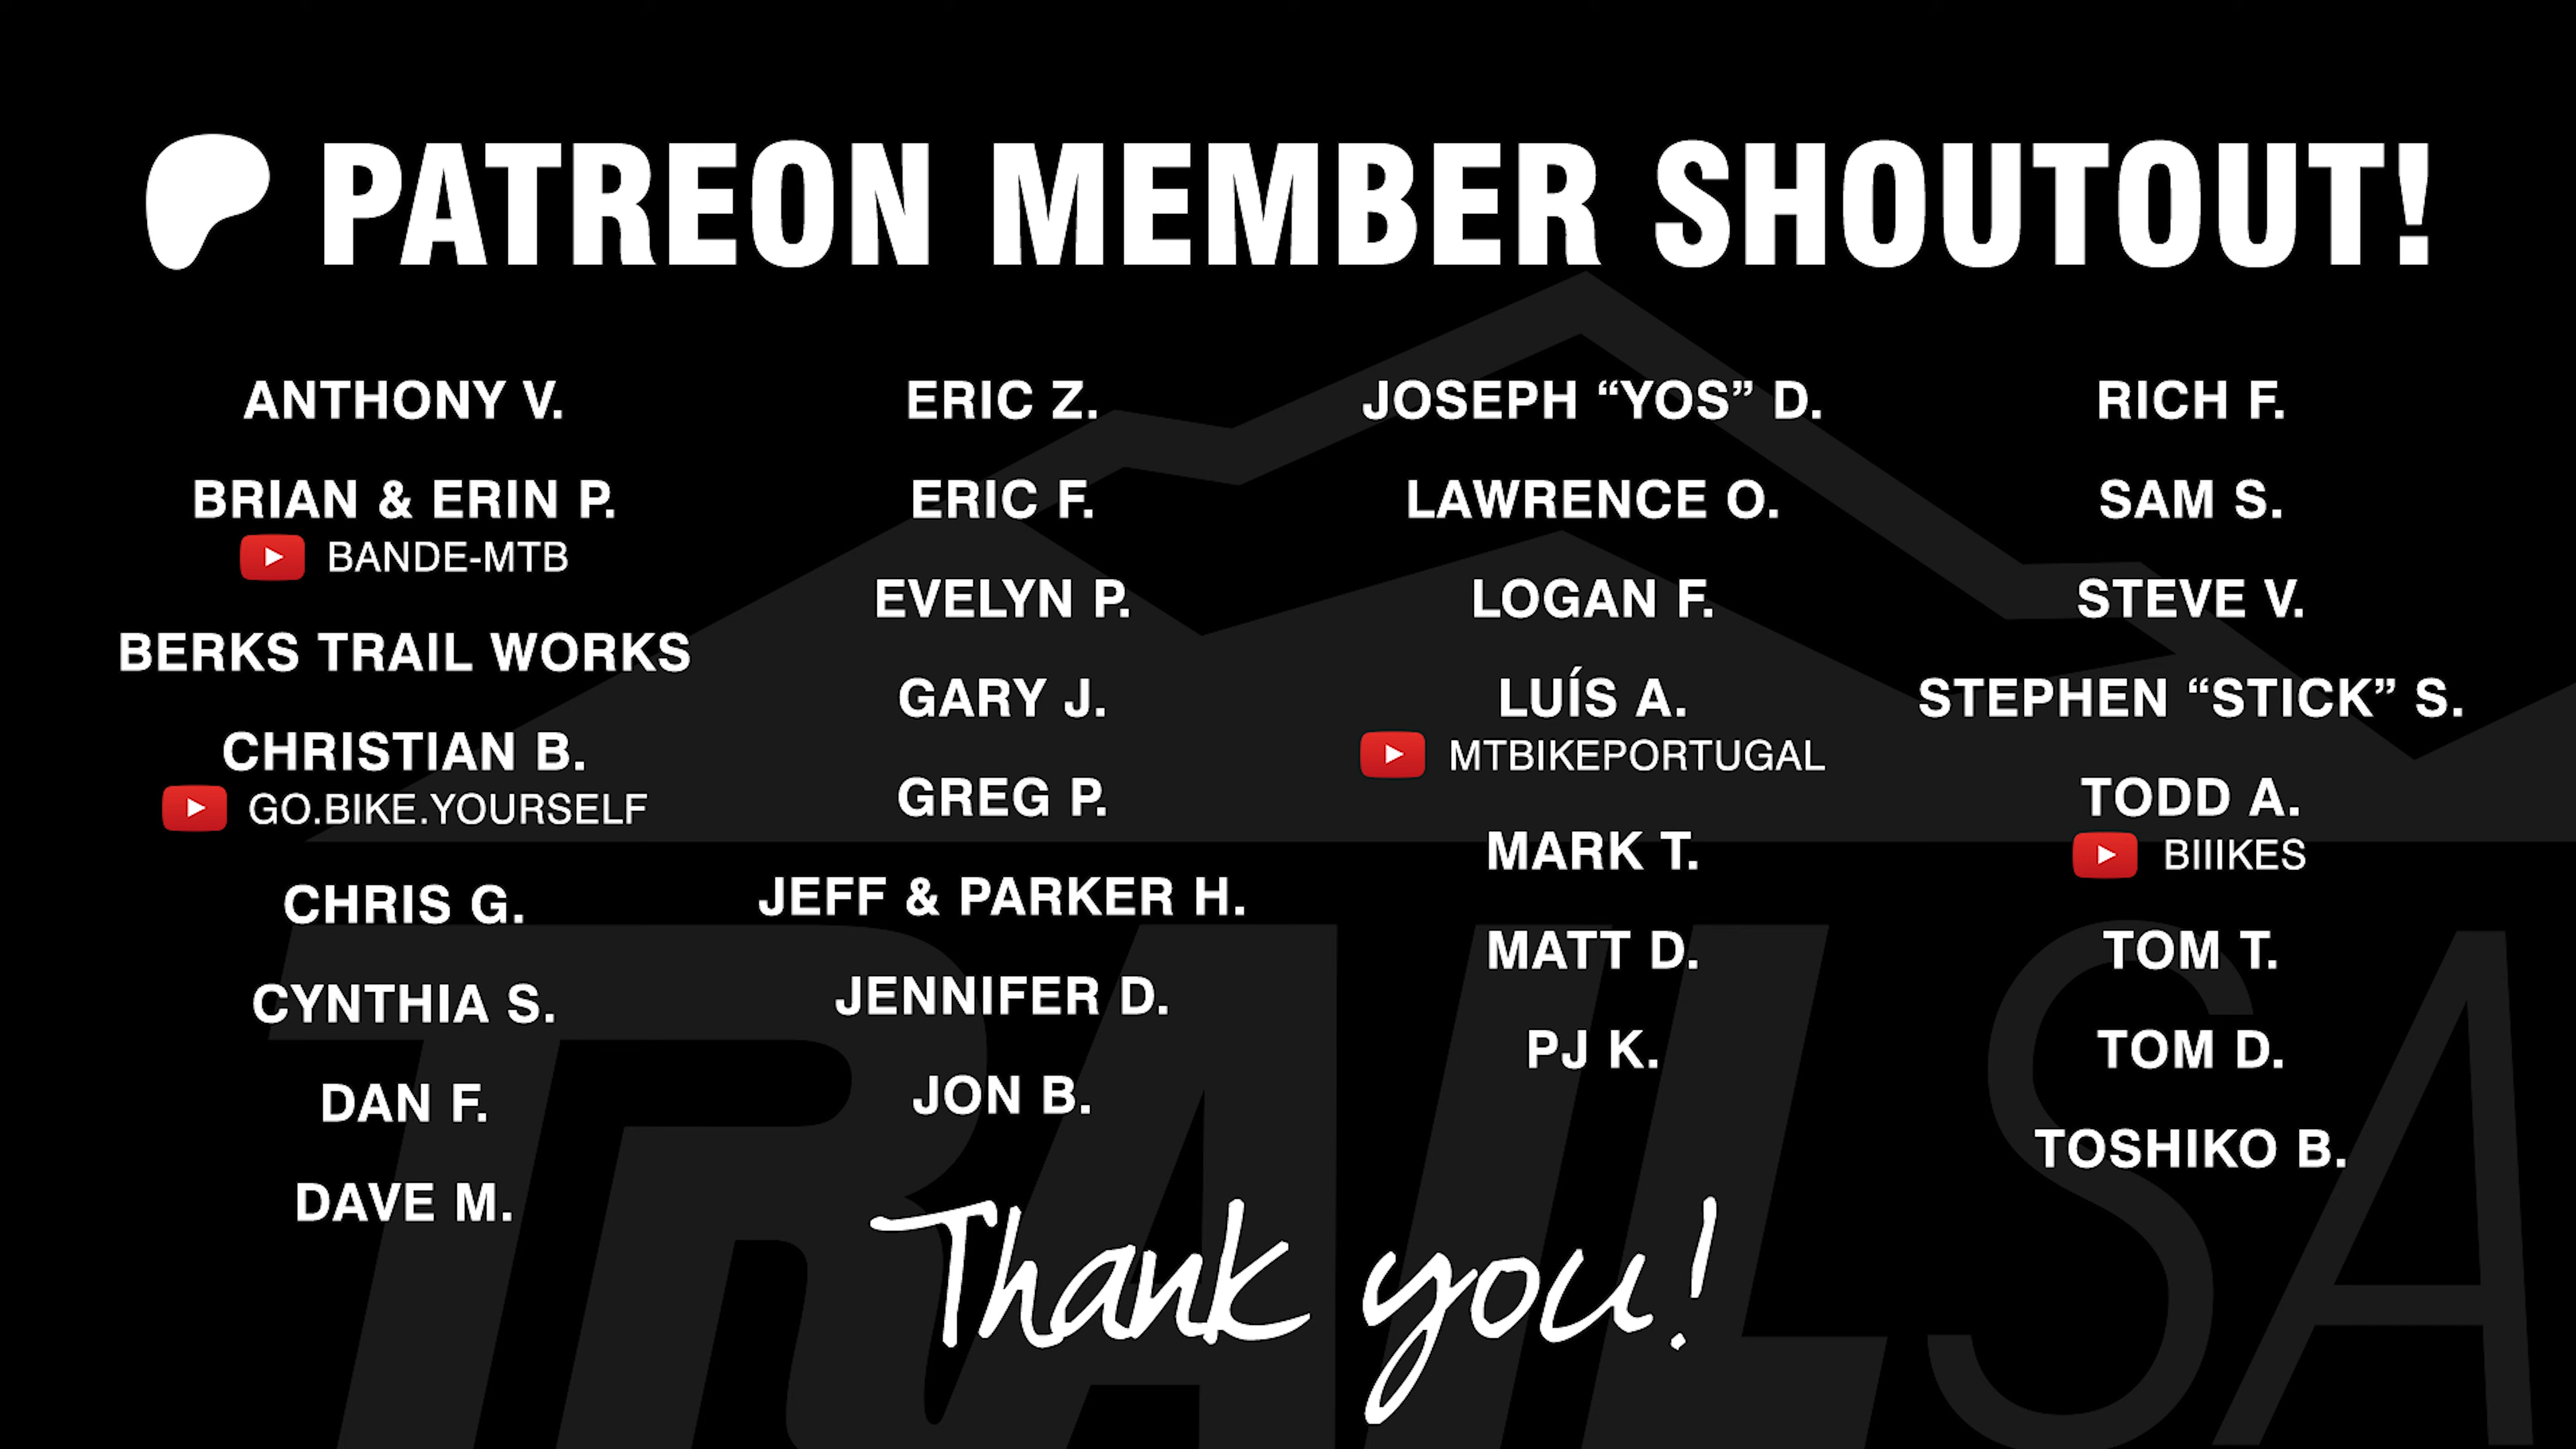 PATREON MEMBER SHOUTOUT!
ANTHONY V.
BRIAN & ERIN P.
BANDE-MTB
BERKS TRAIL WORKS
CHRISTIAN B.
GO.BIKE.YOURSELF
CHRIS G.
CYNTHIA S.
DAN F.
DAVE M.
ERIC Z.
ERIC F.
EVELYN P.
GARY J.
GREG P.
JEFF & PARKER H.
JENNIFER D.
JON B.
JOSEPH “YOS” D.
LAWRENCE O.
LOGAN F.
LUÍS A.
MTBIKEPORTUGAL
MARK T.
MATT D.
PJ K.
RICH F.
SAM S.
STEVE V.
STEPHEN “STICK” S.
TODD A.
BIIIKES
TOM T.
TOM D.
TOSHIKO B.
Thank you!
TRAILSA